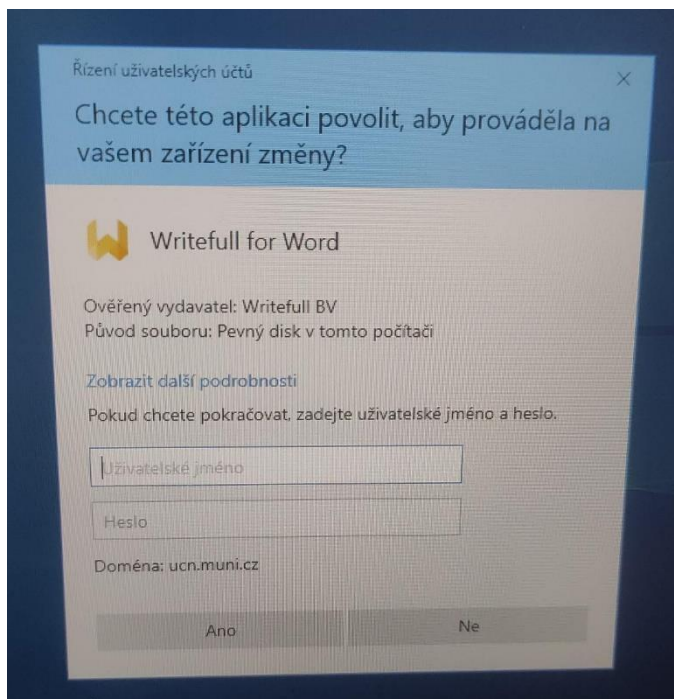 Řízení uživatelských účtů
Chcete této aplikaci povolit, aby prováděla na
vašem zařízení změny?
Writefull for Word
Ověřený vydavatel: Writefull BV
Původ souboru: Pevný disk v tomto počítači
Zobrazit další podrobnosti
Pokud chcete pokračovat, zadejte uživatelské jméno a heslo.
Uživatelské jméno
Heslo
Doména: ucn.muni.cz
Ano
Ne